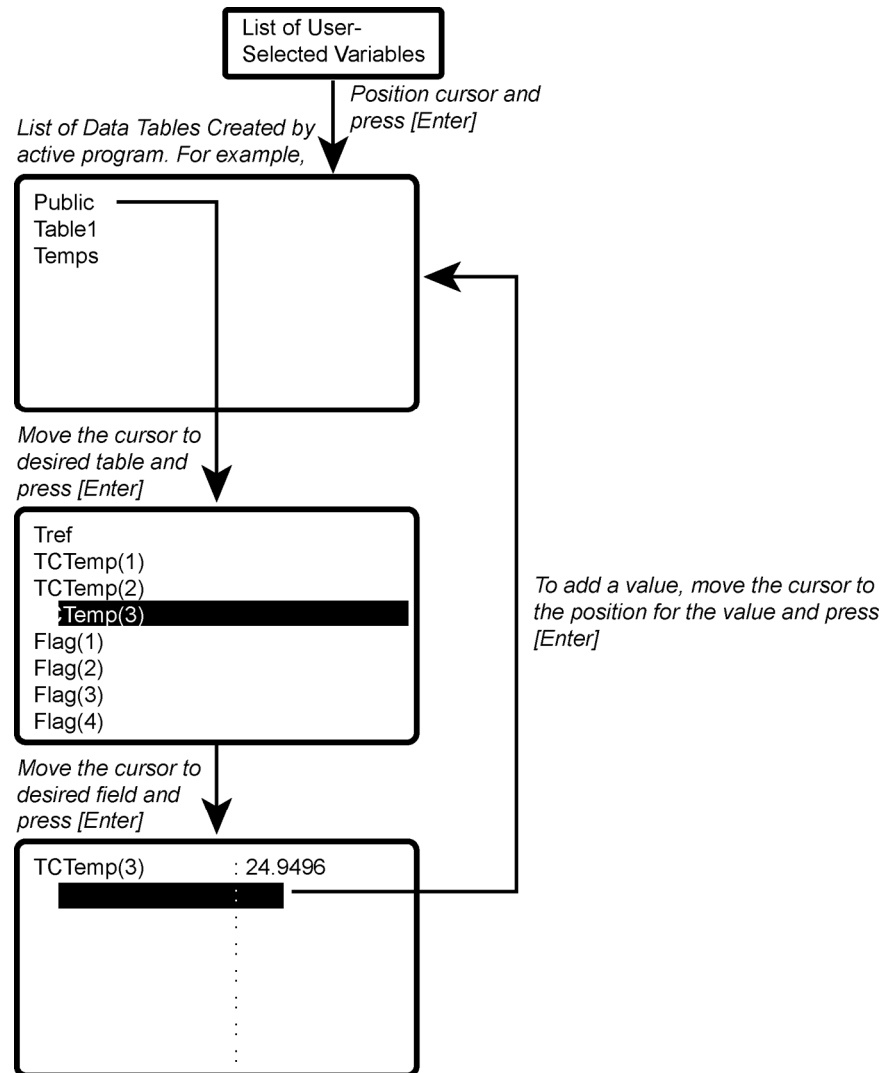 List of User-
Selected Variables
Position cursor and
press [Enter]
List of Data Tables Created by
active program. For example,
Public
Table1
Temps
Move the cursor to
desired table and
press [Enter]
Tref
TCTemp(1)
TCTemp(2)
CTemp(3)
Flag(1)
Flag(2)
Flag(3)
Flag(4)
To add a value, move the cursor to
the position for the value and press
[Enter]
Move the cursor to
desired field and
press [Enter]
TCTemp(3) : 24.9496
:
:
:
:
:
:
: